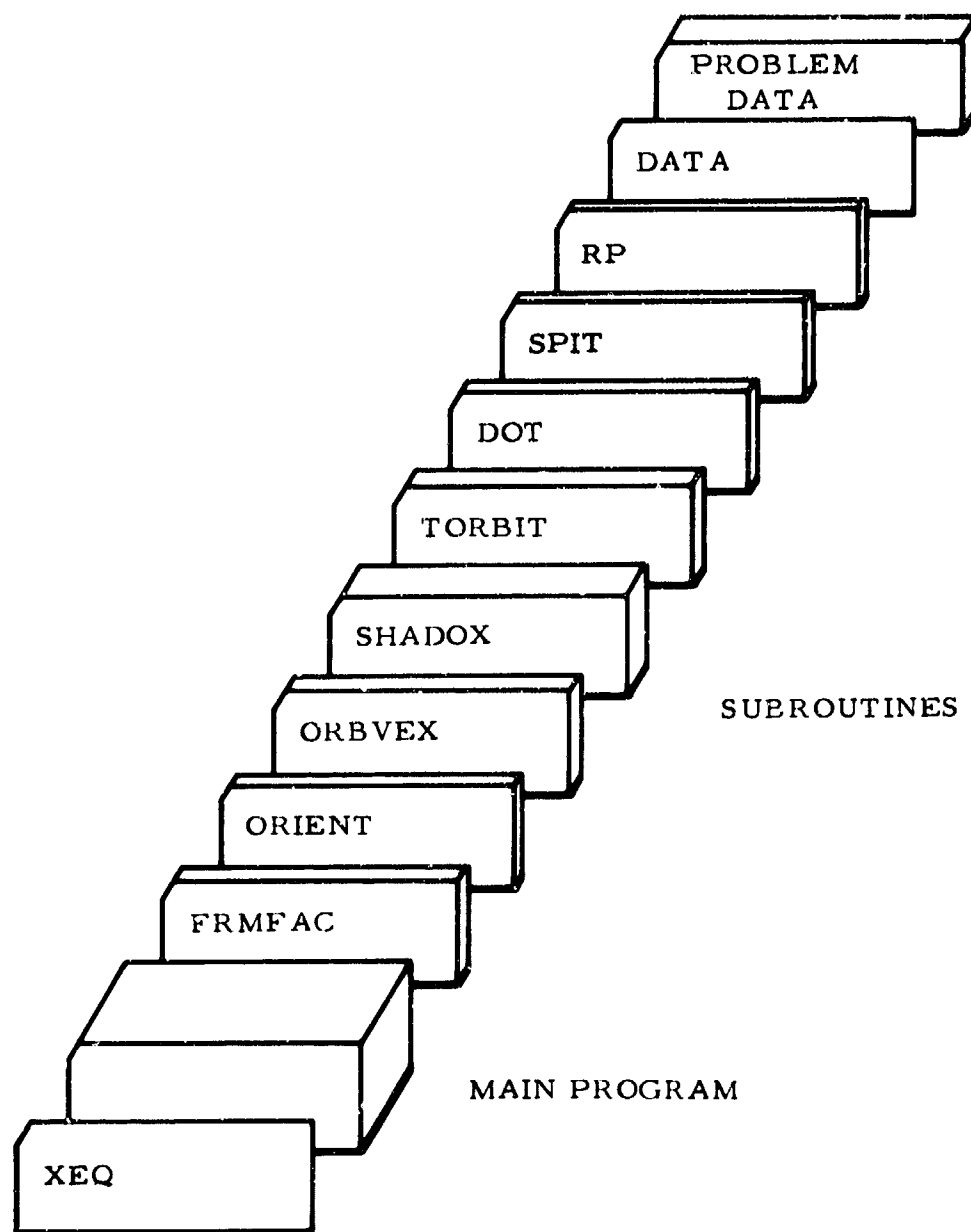 PROBLEM
DATA
DATA
RP
SPIT
DOT
TORBIT
SHADOX
SUBROUTINES
ORBVEX
ORIENT
FRMFAC
MAIN PROGRAM
XEQ